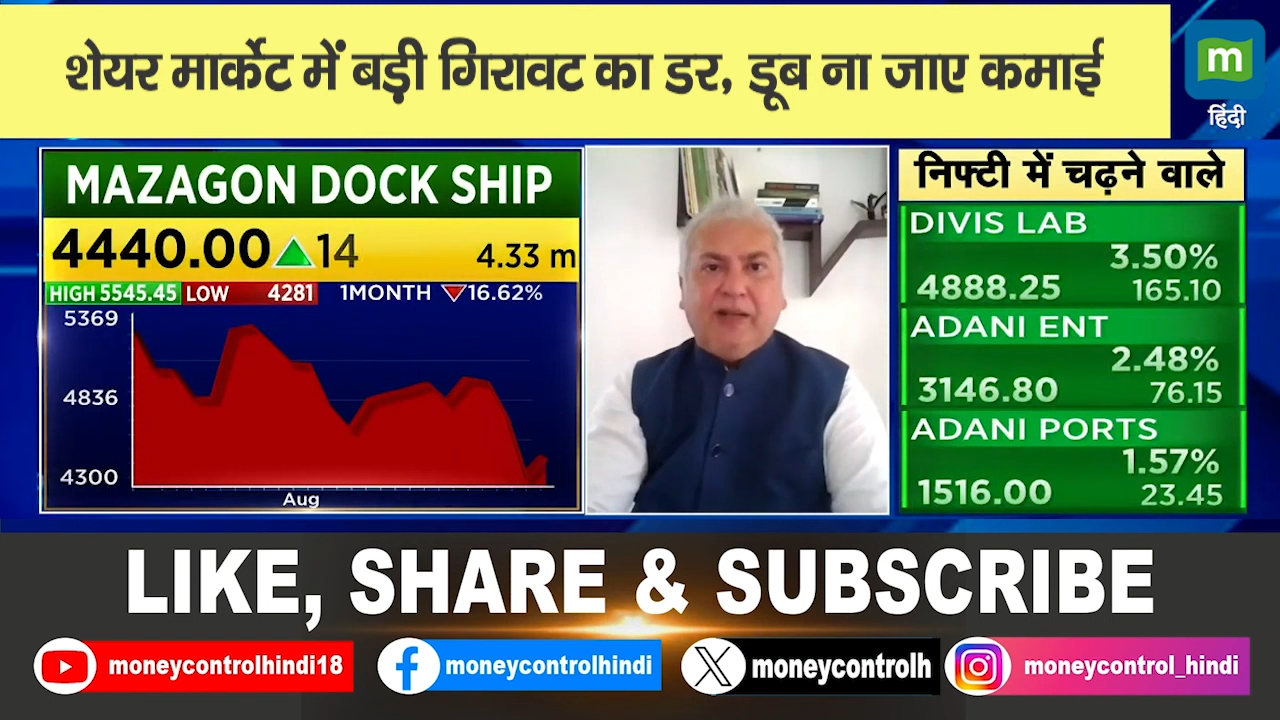 शेयर मार्केट में बड़ी गिरावट का डर, डूब ना जाए कमाई
m
हिंदी
MAZAGON DOCK SHIP
4440.00 14 4.33 m
HIGH 5545.45 LOW 4281 1MONTH 16.62%
5369
4836
4300
Aug
निफ्टी में चढ़ने वाले
DIVIS LAB
3.50%
4888.25 165.10
ADANI ENT
2.48%
3146.80 76.15
ADANI PORTS
1.57%
1516.00 23.45
LIKE, SHARE & SUBSCRIBE
moneycontrolhindi18 moneycontrolhindi moneycontrolh moneycontrol_hindi